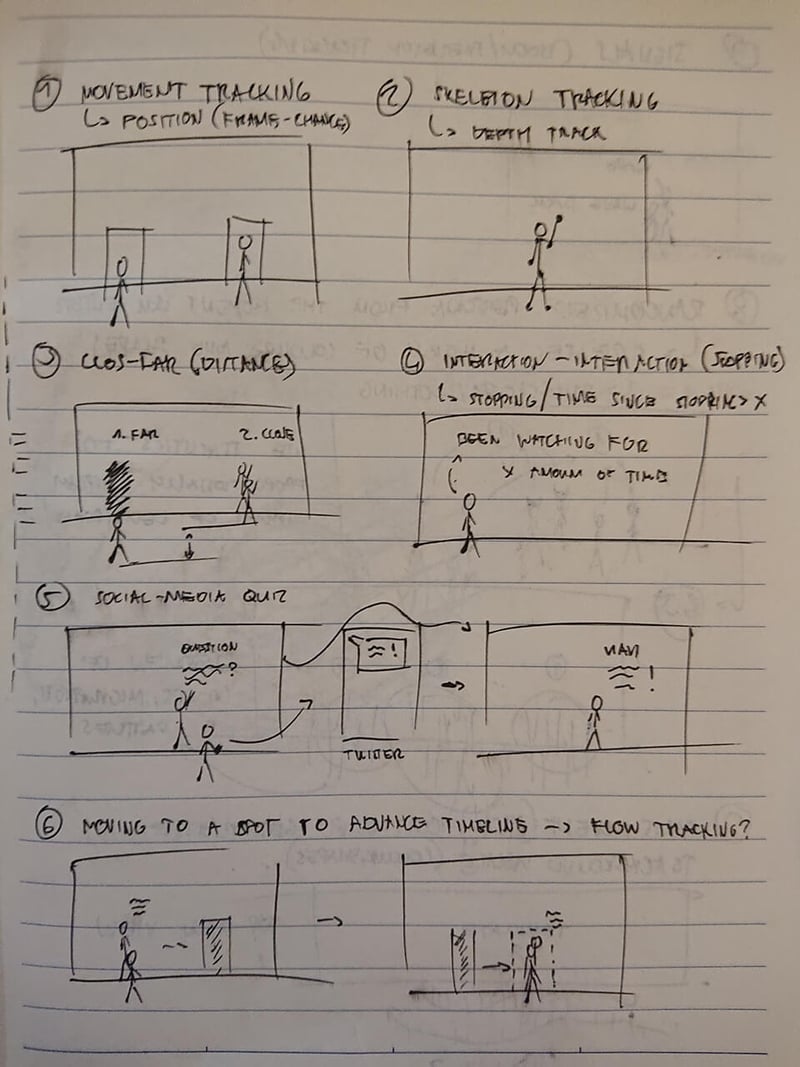 1 MOVEMENT TRACKING
↳ POSITION (FRAME-CHANGE)
2 SKELETON TRACKING
↳ DEPTH TRACK
3 CLOS-FAR (DISTANCE)
1. FAR
2. CLOSE
4 INTERACTION-INTERACTION (STOPPING)
↳ STOPPING/TIME SINCE STOPPING > X
BEEN WATCHING FOR
X AMOUN OF TIME
5 SOCIAL-MEDIA QUIZ
QUESTION
?
!
TWITTER
!
6 MOVING TO A SPOT TO ADVANCE TIMELINE -> FLOW TRACKING?